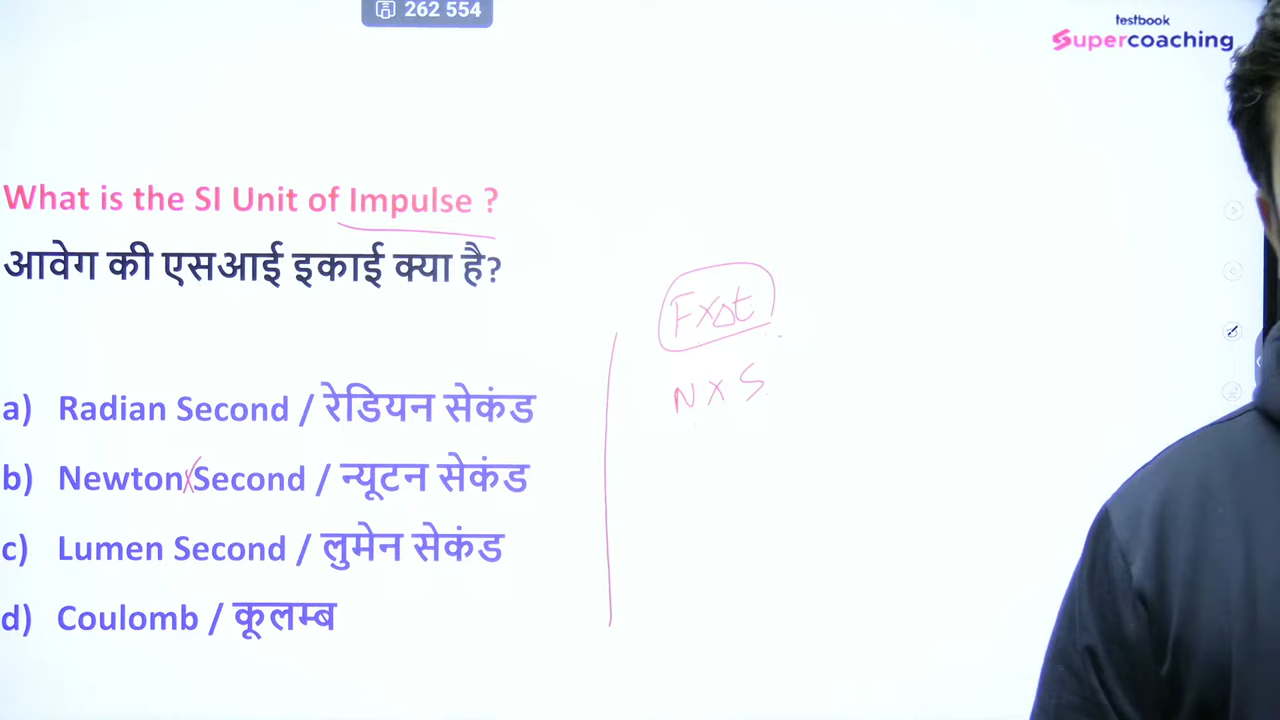 262 554
testbook
Supercoaching
What is the SI Unit of Impulse ?
आवेग की एसआई इकाई क्या है?
F×Δt
N×S
a) Radian Second / रेडियन सेकंड
b) Newton×Second / न्यूटन सेकंड
c) Lumen Second / लुमेन सेकंड
d) Coulomb / कूलम्ब